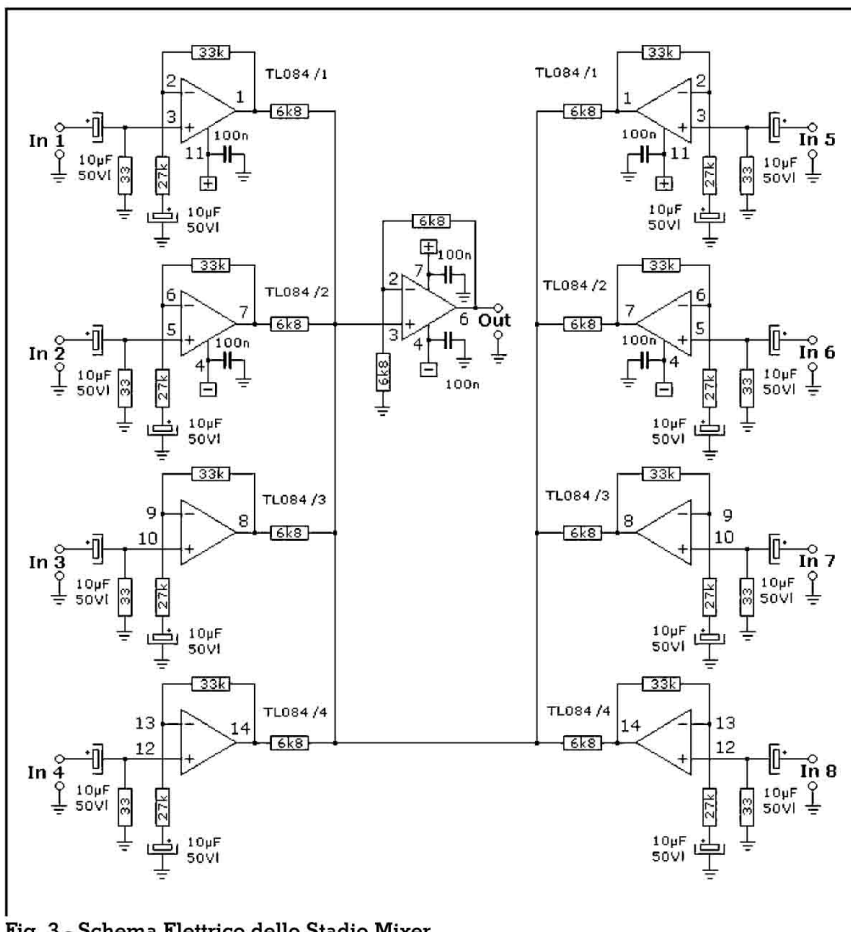 33k
TL084 /1
2
−
1
3
+
6k8
In 1
10µF
50Vl
33
27k
11
100n
+
10µF
50Vl
33k
TL084 /2
6
−
7
5
+
6k8
In 2
10µF
50Vl
33
27k
4
100n
−
10µF
50Vl
33k
TL084 /3
9
−
8
10
+
6k8
In 3
10µF
50Vl
33
27k
10µF
50Vl
33k
TL084 /4
13
−
14
12
+
6k8
In 4
10µF
50Vl
33
27k
10µF
50Vl
6k8
+
100n
7
2
−
6
Out
3
+
4
100n
−
6k8
TL084 /1
33k
2
−
1
3
+
6k8
In 5
10µF
50Vl
33
27k
100n
11
+
10µF
50Vl
TL084 /2
33k
6
−
7
5
+
6k8
In 6
10µF
50Vl
33
27k
100n
4
−
10µF
50Vl
TL084 /3
33k
9
−
8
10
+
6k8
In 7
10µF
50Vl
33
27k
10µF
50Vl
TL084 /4
33k
13
−
14
12
+
6k8
In 8
10µF
50Vl
33
27k
10µF
50Vl
Fig. 3 - Schema Elettrico dello Stadio Mixer